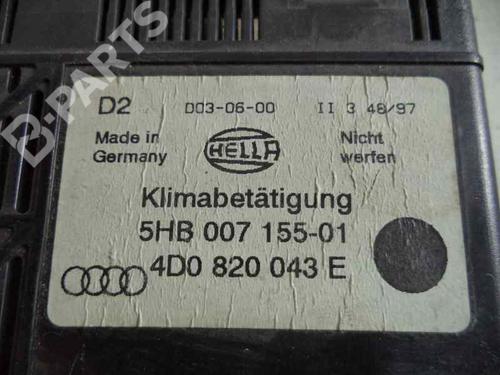 B-PARTS
D2 D03-06-00 II 3 48/97
Made in Germany
HELLA
Nicht werfen
Klimabetätigung
5HB 007 155-01
4D0 820 043 E